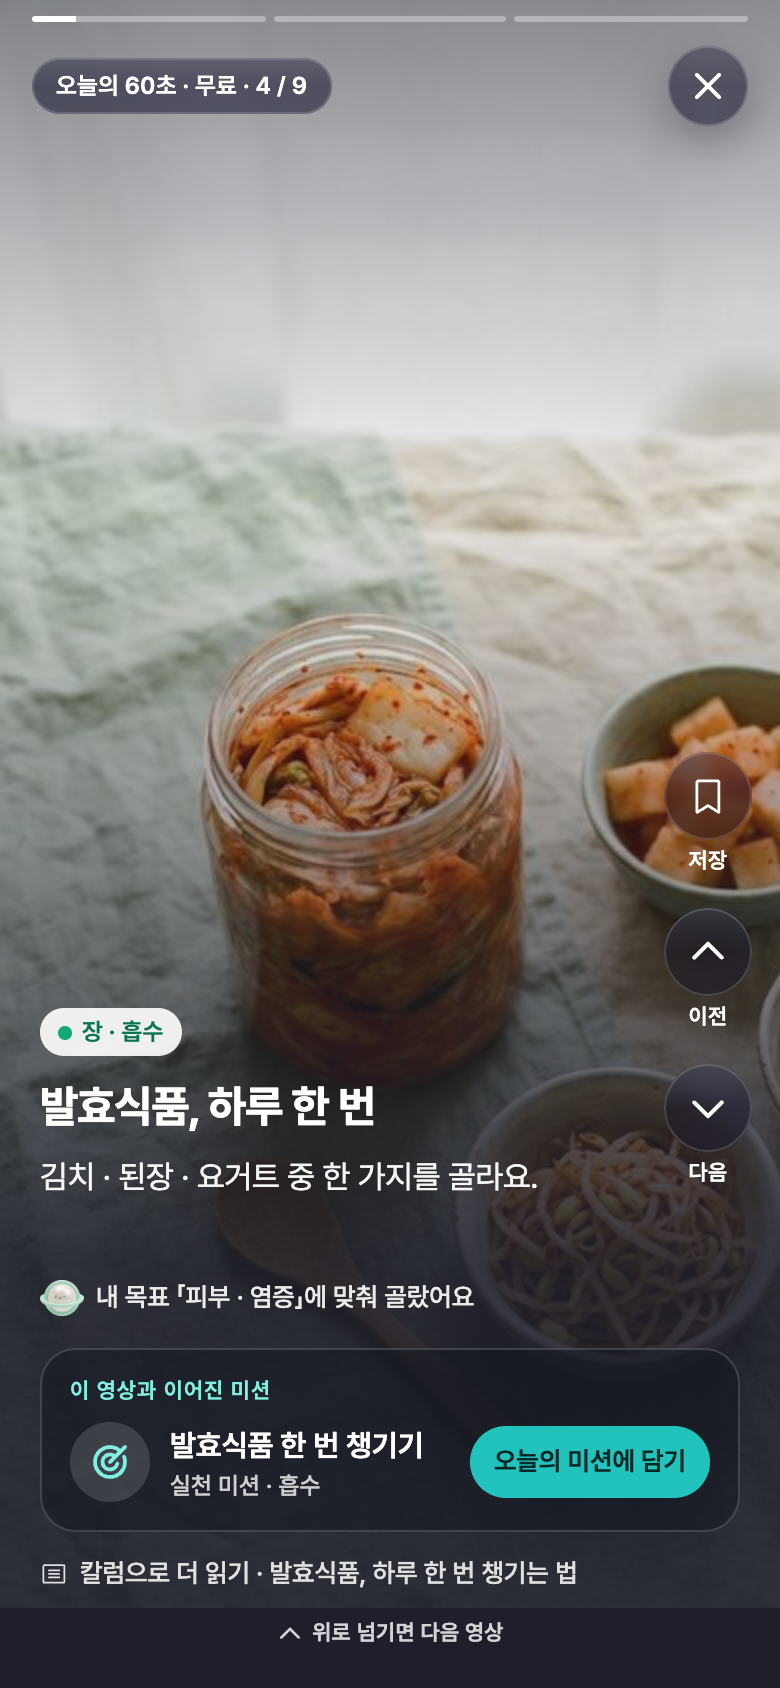 오늘의 60초 · 무료 · 4 / 9
저장
이전
다음
장 · 흡수
발효식품, 하루 한 번
김치 · 된장 · 요거트 중 한 가지를 골라요.
내 목표 「피부 · 염증」에 맞춰 골랐어요
이 영상과 이어진 미션
발효식품 한 번 챙기기
실천 미션 · 흡수
오늘의 미션에 담기
칼럼으로 더 읽기 · 발효식품, 하루 한 번 챙기는 법
위로 넘기면 다음 영상